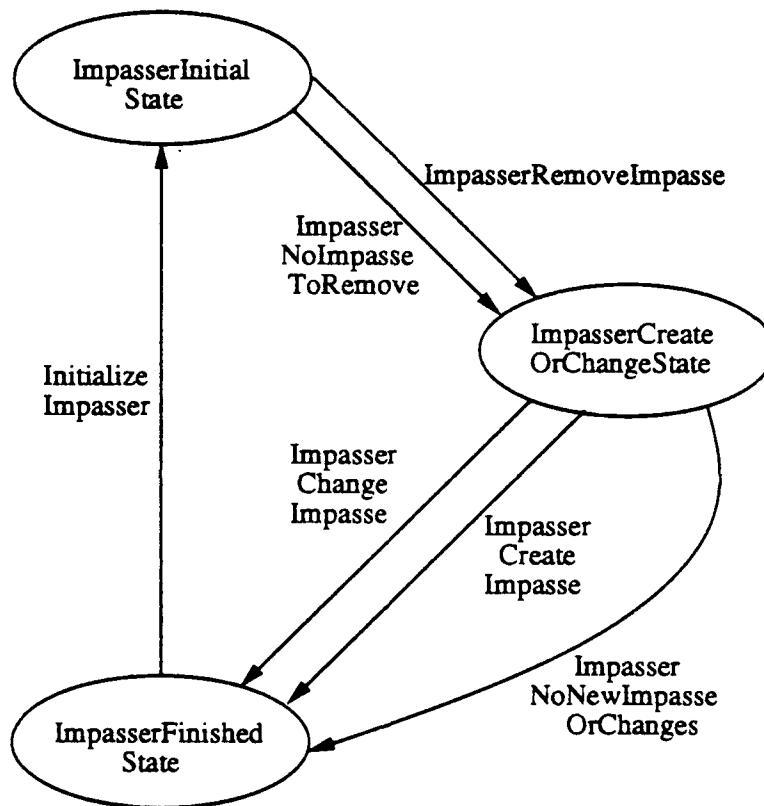 ImpasserInitial
State
ImpasserRemoveImpasse
Impasser
NoImpasse
ToRemove
ImpasserCreate
OrChangeState
Initialize
Impasser
Impasser
Change
Impasse
Impasser
Create
Impasse
Impasser
NoNewImpasse
OrChanges
ImpasserFinished
State